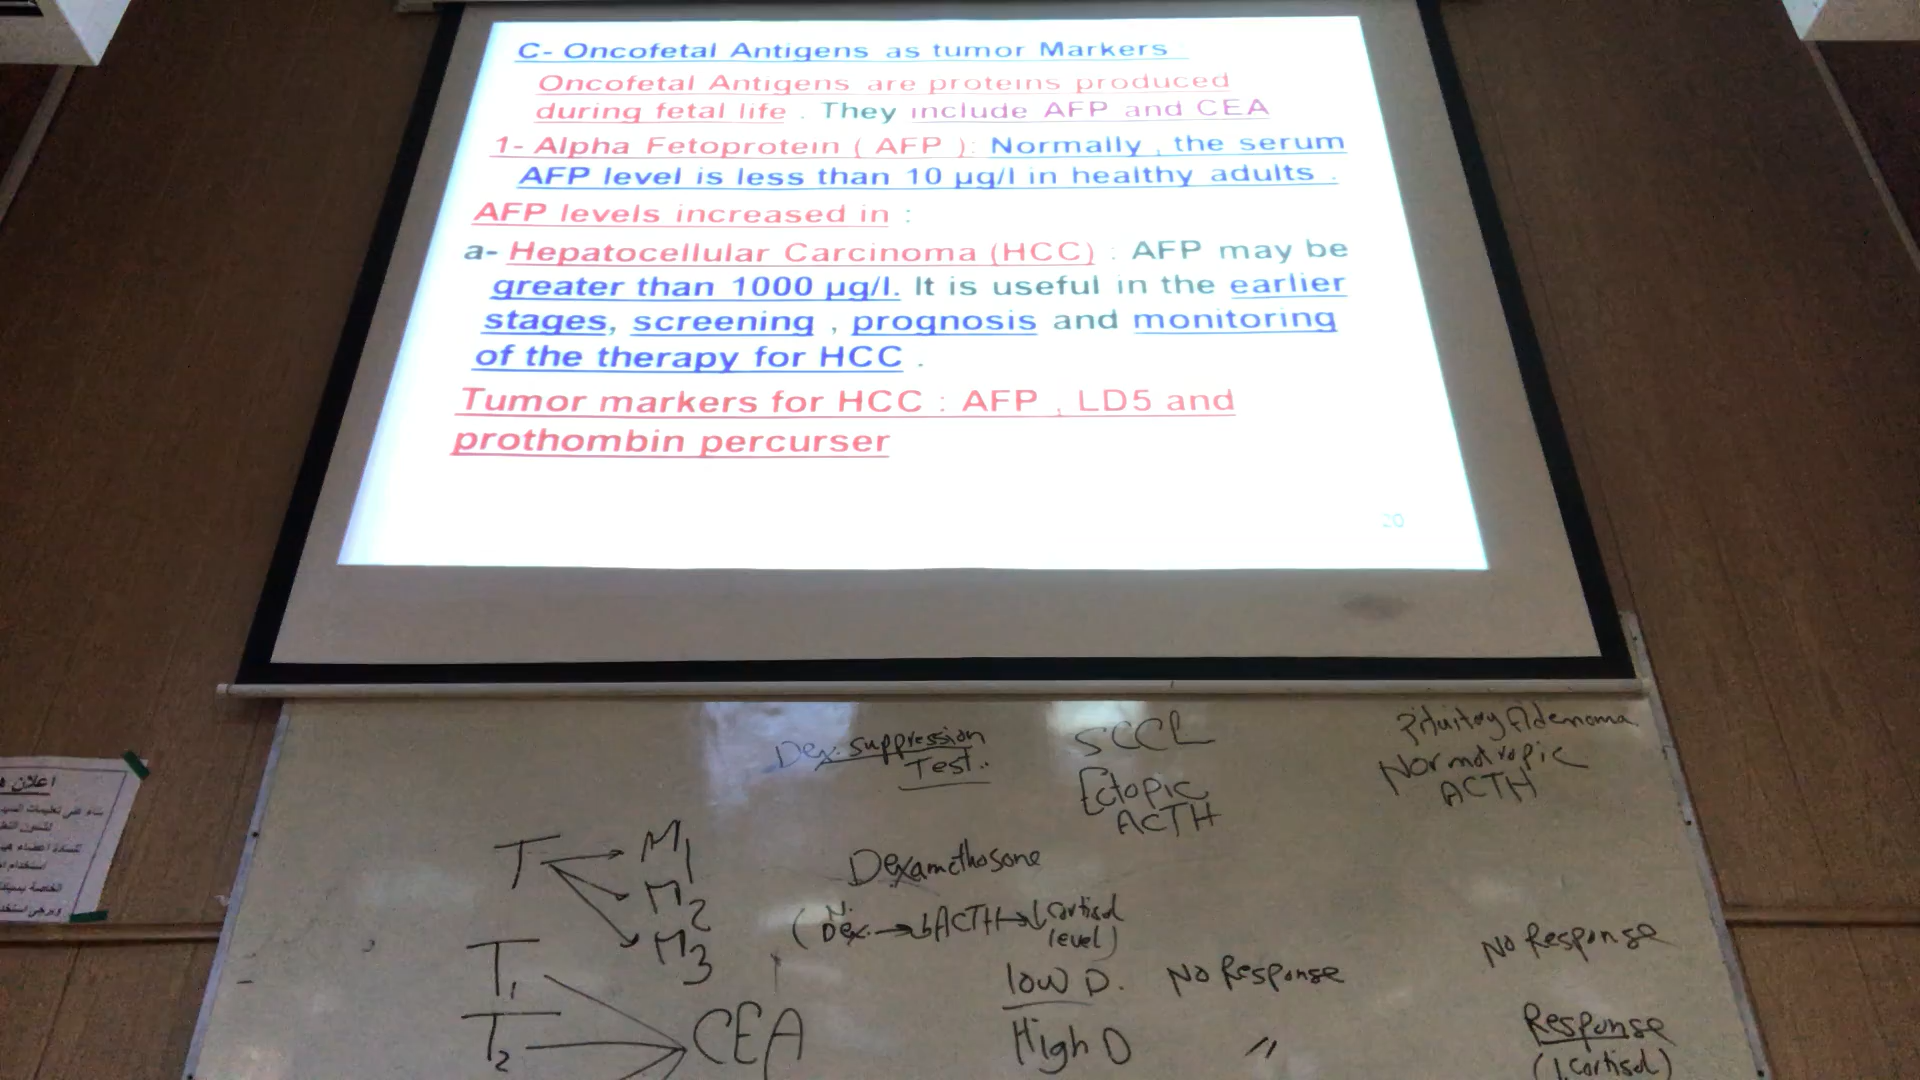 C- Oncofetal Antigens as tumor Markers
Oncofetal Antigens are proteins produced
during fetal life . They include AFP and CEA
1- Alpha Fetoprotein ( AFP ): Normally , the serum
AFP level is less than 10 µg/l in healthy adults .
AFP levels increased in :
a- Hepatocellular Carcinoma (HCC) : AFP may be
greater than 1000 µg/l. It is useful in the earlier
stages, screening , prognosis and monitoring
of the therapy for HCC .
Tumor markers for HCC : AFP , LD5 and
prothombin percurser
20
Dex. suppression
Test..
SCCL
Ectopic
ACTH
Pituitary Adenoma
Normotropic
ACTH
T
M1
M2
M3
T1
T2
CEA
Dexamethosone
(N. Dex. → ↓ACTH → ↓cortisol
level)
low D. No Response No Response
High D 〃 Response
(↓cortisol)
اعلان